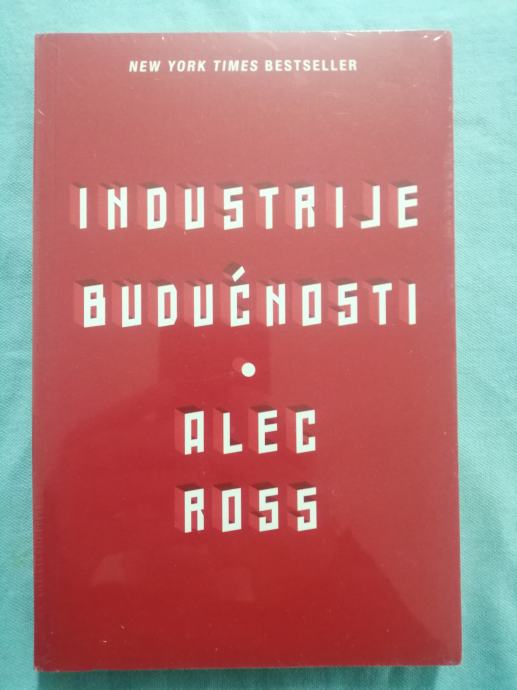 NEW YORK TIMES BESTSELLER
INDUSTRIJE
BUDUĆNOSTI
ALEC
ROSS